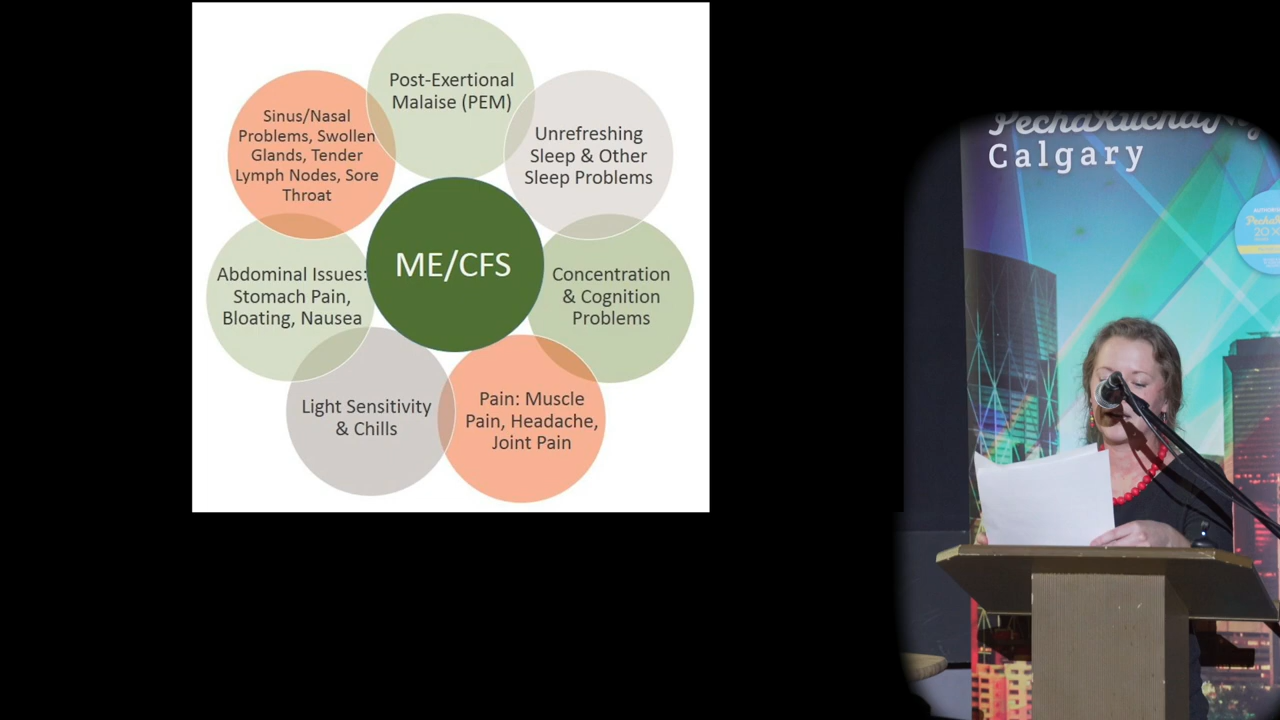 Post-Exertional
Malaise (PEM)
Sinus/Nasal
Problems, Swollen
Glands, Tender
Lymph Nodes, Sore
Throat
Unrefreshing
Sleep & Other
Sleep Problems
ME/CFS
Abdominal Issues:
Stomach Pain,
Bloating, Nausea
Concentration
& Cognition
Problems
Light Sensitivity
& Chills
Pain: Muscle
Pain, Headache,
Joint Pain
Calgary